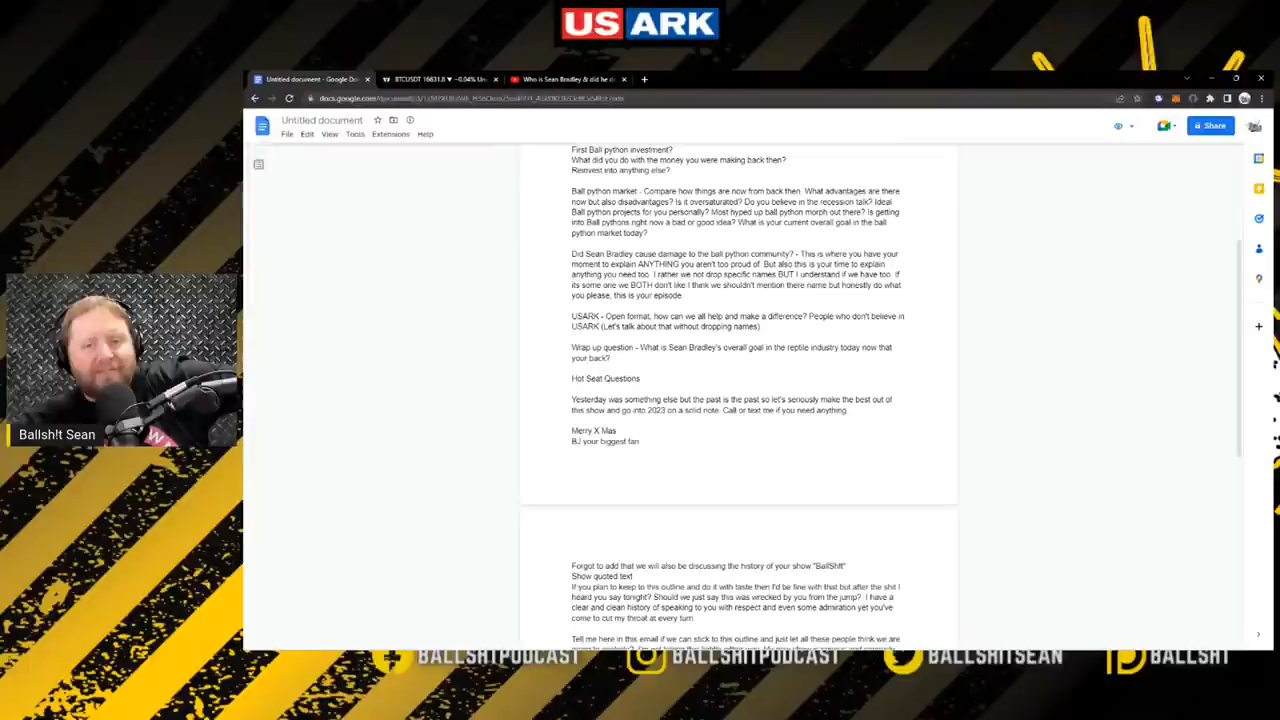 US ARK
Untitled document - Google Do
BTCUSDT 16631.8 ▼ −0.04% Un
Who is Sean Bradley & did he d
Untitled document
File Edit View Tools Extensions Help
Share
First Ball python investment?
What did you do with the money you were making back then?
Reinvest into anything else?
Ball python market - Compare how things are now from back then. What advantages are there
now but also disadvantages? Is it oversaturated? Do you believe in the recession talk? Ideal
Ball python projects for you personally? Most hyped up ball python morph out there? Is getting
into Ball pythons right now a bad or good idea? What is your current overall goal in the ball
python market today?
Did Sean Bradley cause damage to the ball python community? - This is where you have your
moment to explain ANYTHING you aren't too proud of. But also this is your time to explain
anything you need too. I rather we not drop specific names BUT I understand if we have too. If
its some one we BOTH don't like I think we shouldn't mention there name but honestly do what
you please, this is your episode.
USARK - Open format, how can we all help and make a difference? People who don't believe in
USARK (Let's talk about that without dropping names)
Wrap up question - What is Sean Bradley's overall goal in the reptile industry today now that
your back?
Hot Seat Questions
Yesterday was something else but the past is the past so let's seriously make the best out of
this show and go into 2023 on a solid note. Call or text me if you need anything.
Merry X Mas
BJ your biggest fan
Ballsh!t Sean
Forgot to add that we will also be discussing the history of your show "BallSh!t"
Show quoted text
If you plan to keep to this outline and do it with taste then I'd be fine with that but after the shit I
heard you say tonight? Should we just say this was wrecked by you from the jump? I have a
clear and clean history of speaking to you with respect and even some admiration yet you've
come to cut my throat at every turn.
Tell me here in this email if we can stick to this outline and just let all these people think we are
BALLSHITPODCAST BALLSHITPODCAST BALLSHITSEAN BALLSHT